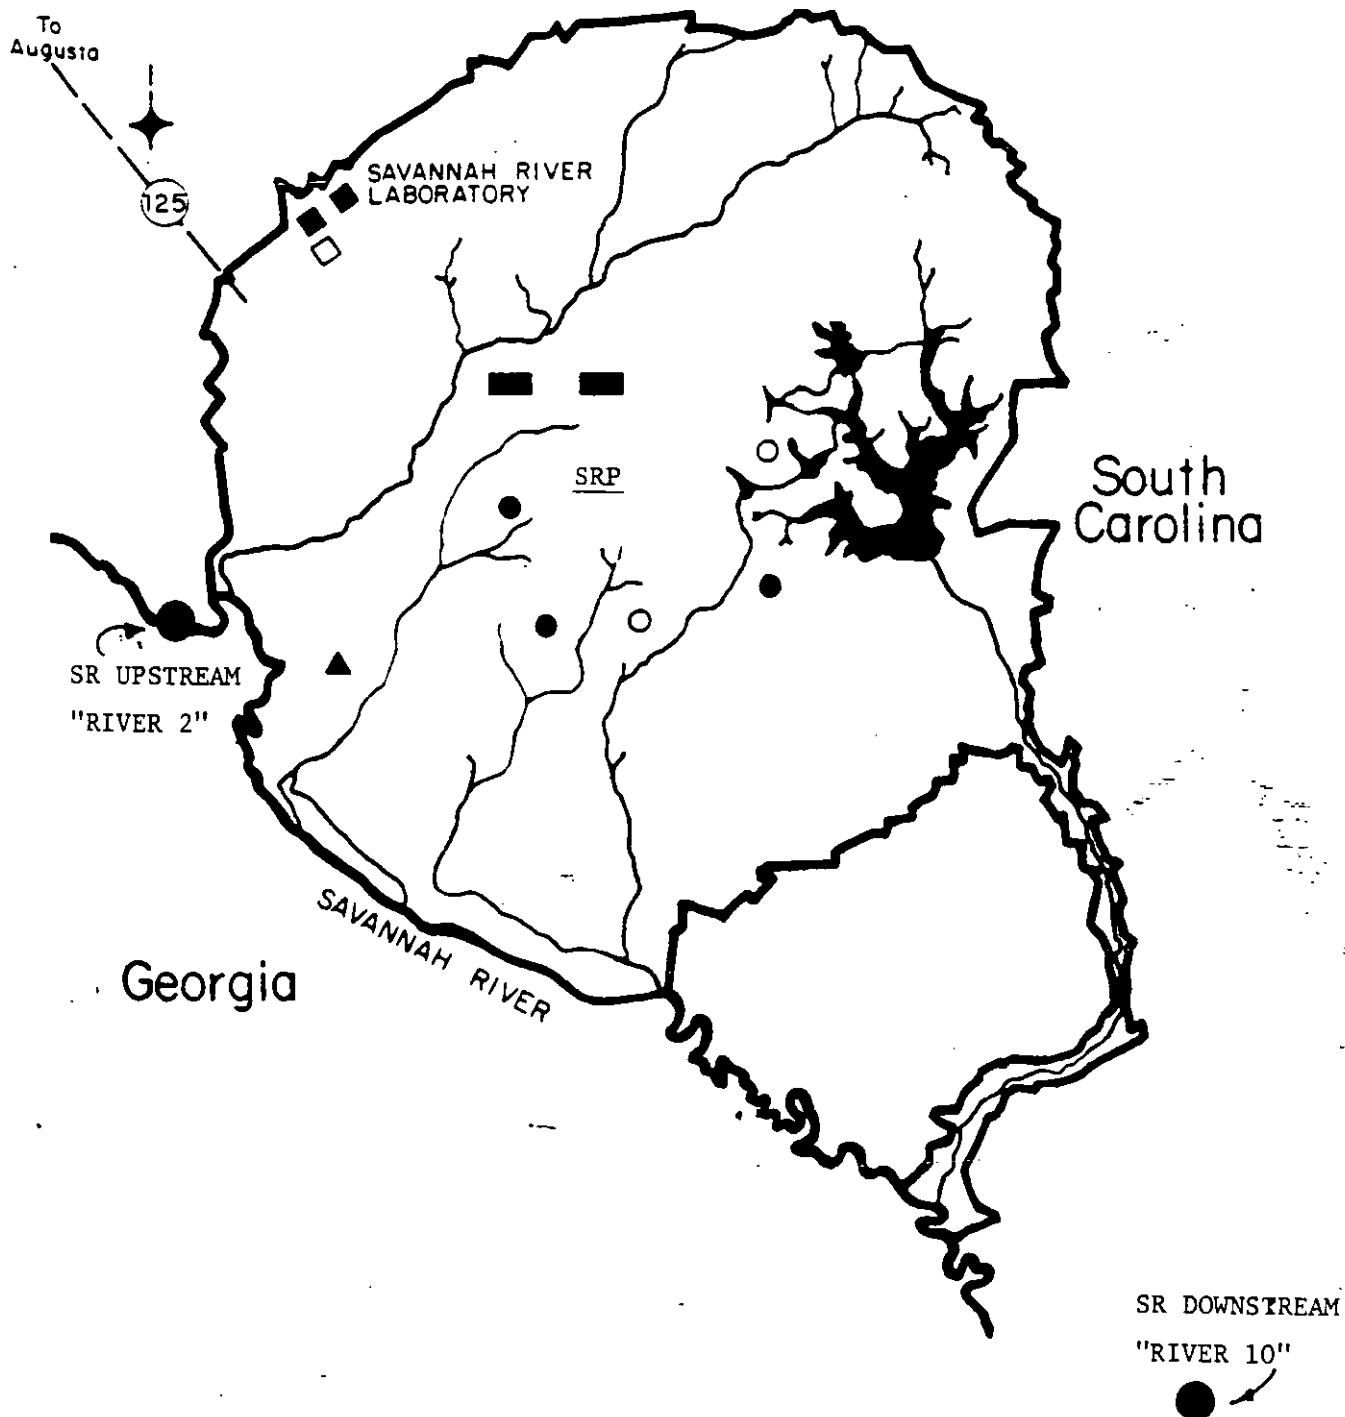 To
Augusta
125
SAVANNAH RIVER
LABORATORY
SRP
South
Carolina
SR UPSTREAM
"RIVER 2"
SAVANNAH RIVER
Georgia
SR DOWNSTREAM
"RIVER 10"